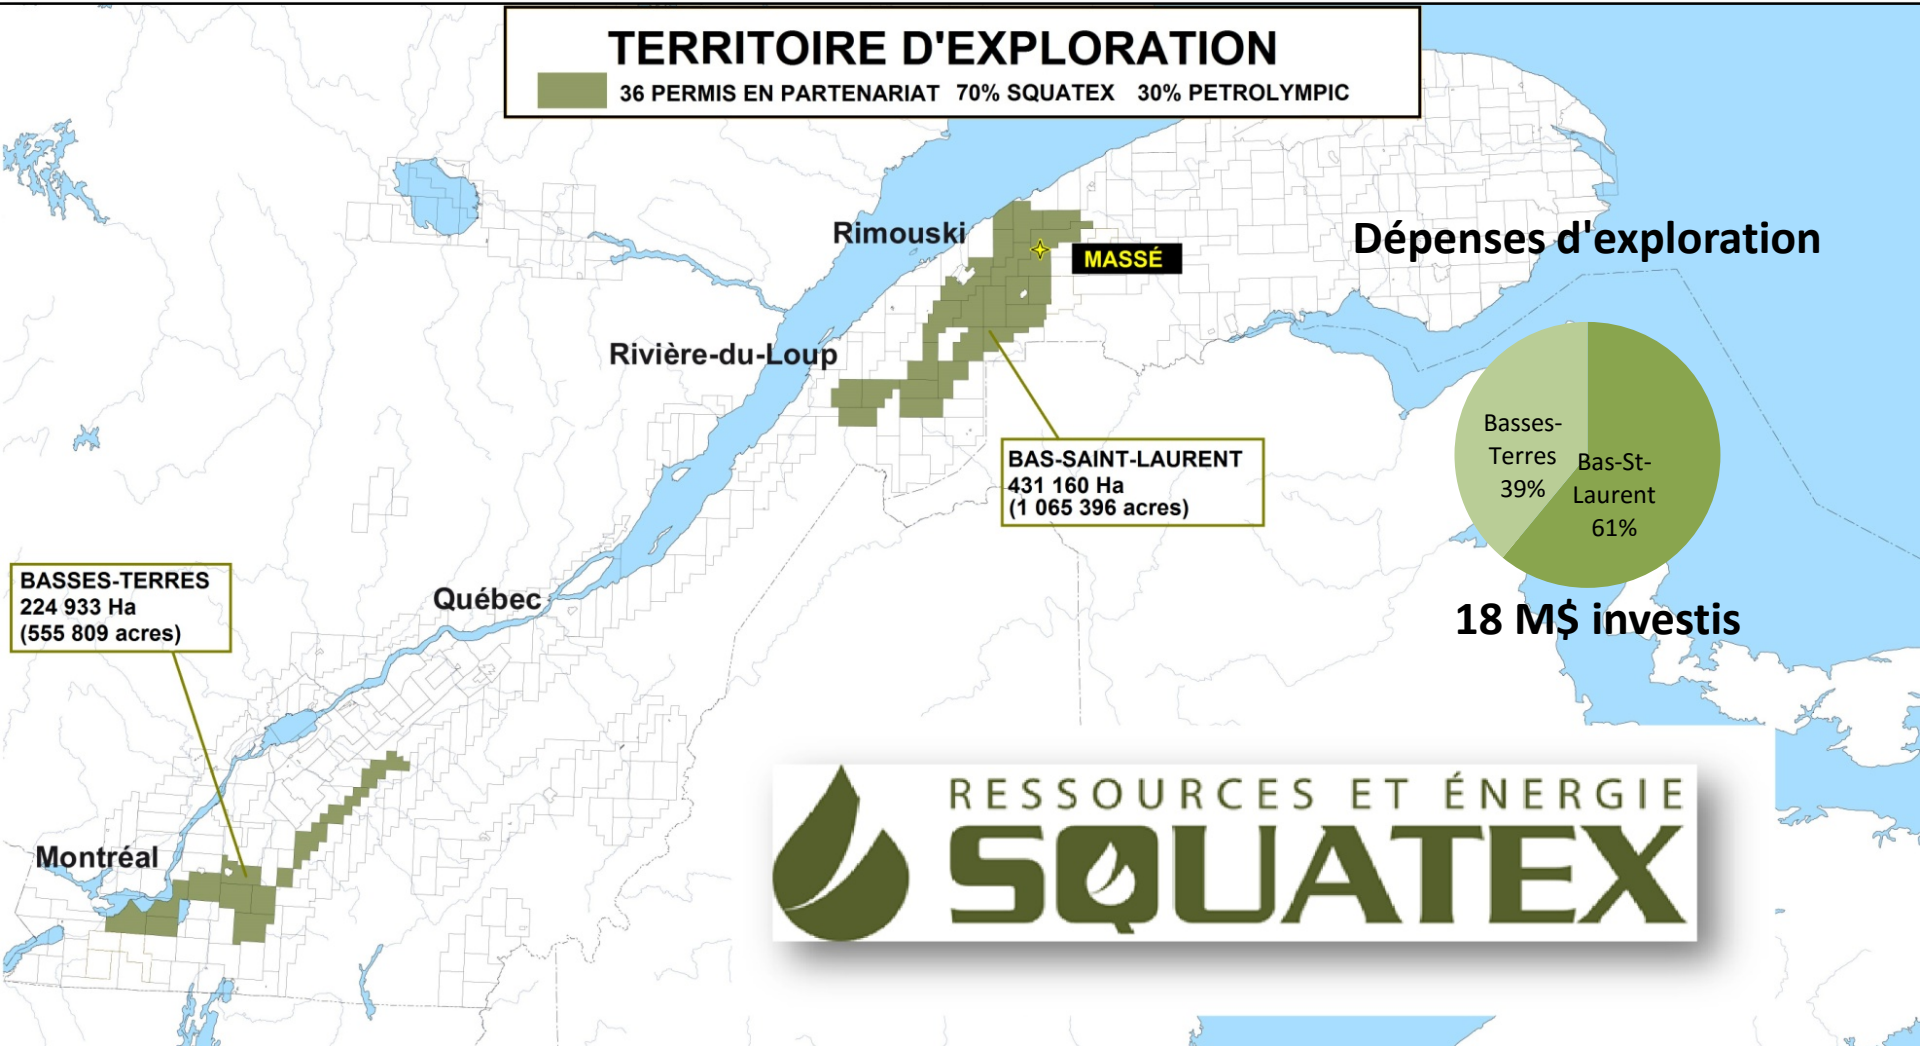 TERRITOIRE D'EXPLORATION
36 PERMIS EN PARTENARIAT 70% SQUATEX 30% PETROLYMPIC
Rimouski
MASSÉ
Dépenses d'exploration
Rivière-du-Loup
Basses-
Terres
39%
Bas-St-
Laurent
61%
BAS-SAINT-LAURENT
431 160 Ha
(1 065 396 acres)
18 M$ investis
BASSES-TERRES
224 933 Ha
(555 809 acres)
Québec
Montréal
RESSOURCES ET ÉNERGIE
SQUATEX